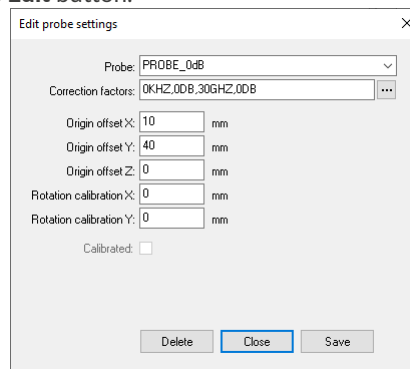 Edit button.
Edit probe settings
Probe: PROBE_0dB
Correction factors: 0KHZ,0DB,30GHZ,0DB ...
Origin offset X: 10 mm
Origin offset Y: 40 mm
Origin offset Z: 0 mm
Rotation calibration X: 0 mm
Rotation calibration Y: 0 mm
Calibrated:
Delete Close Save